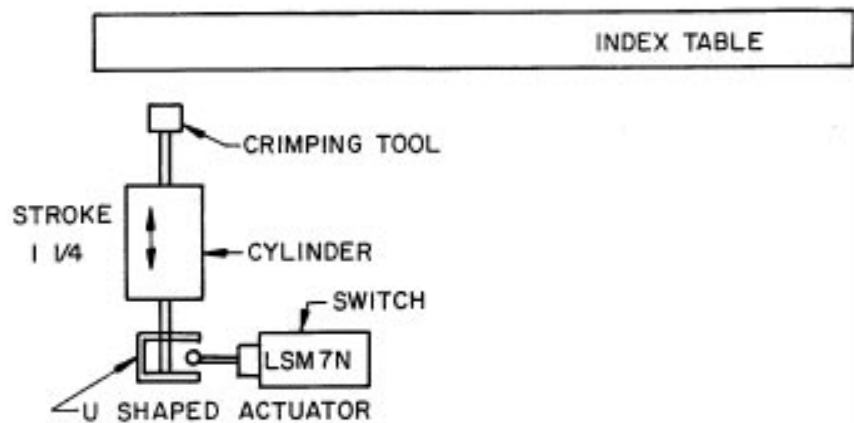 INDEX TABLE
CRIMPING TOOL
STROKE
1 1/4
CYLINDER
SWITCH
LSM7N
U SHAPED ACTUATOR